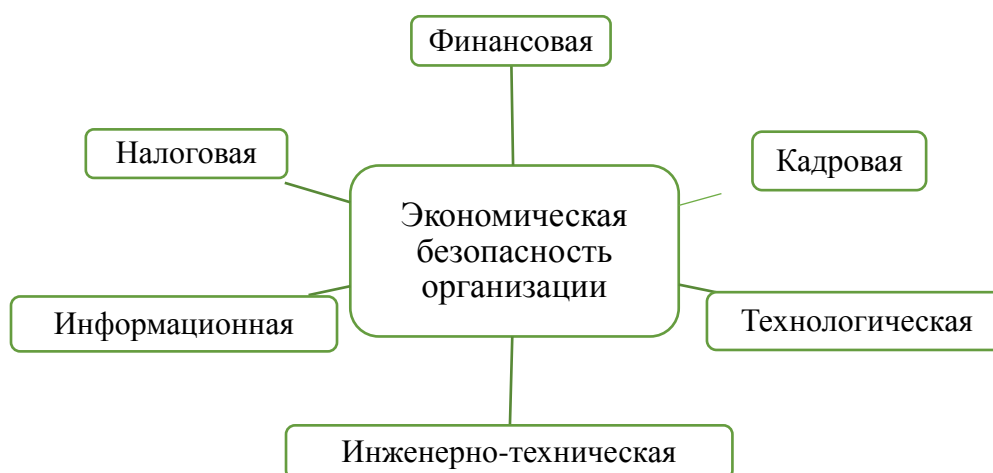 Финансовая
Налоговая
Кадровая
Экономическая
безопасность
организации
Информационная
Технологическая
Инженерно-техническая